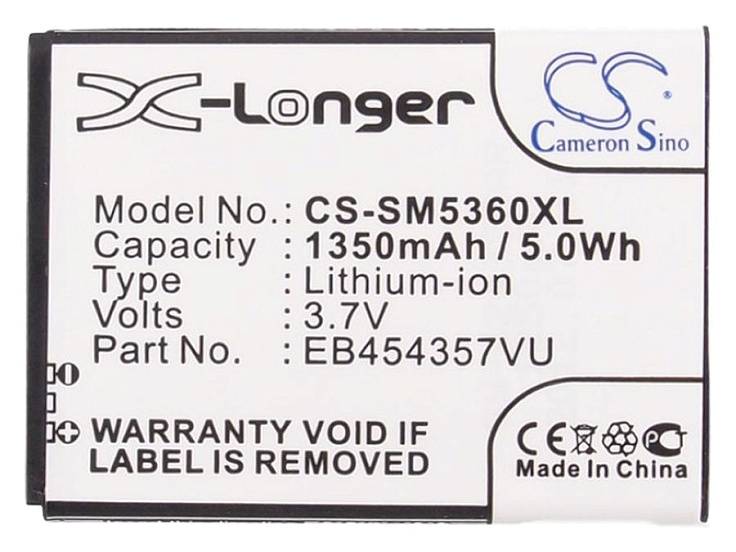 X-Longer
CS®
Cameron Sino
Model No.: CS-SM5360XL
Capacity : 1350mAh / 5.0Wh
Type : Lithium-ion
Volts : 3.7V
Part No. : EB454357VU
WARRANTY VOID IF
LABEL IS REMOVED
CE PCT
Made In China